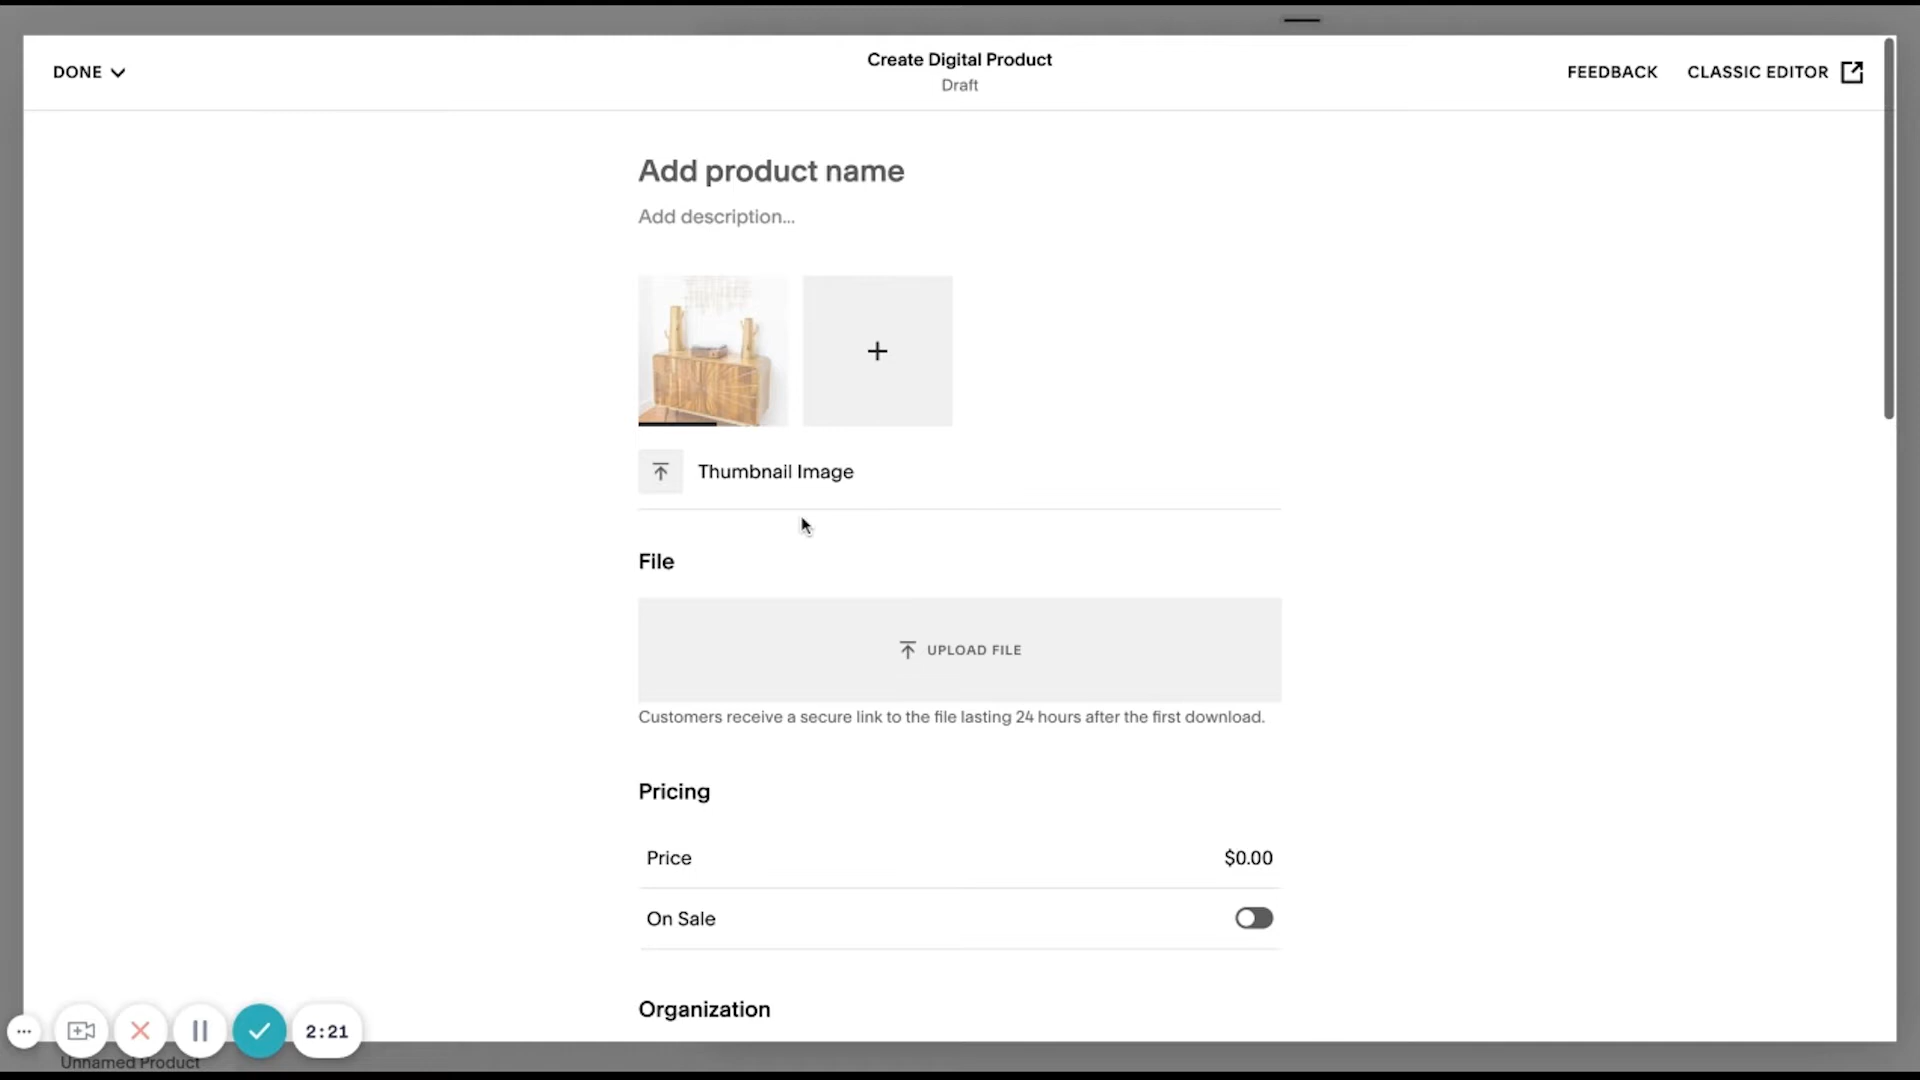 DONE
Create Digital Product
Draft
FEEDBACK
CLASSIC EDITOR
Add product name
Add description...
Thumbnail Image
File
UPLOAD FILE
Customers receive a secure link to the file lasting 24 hours after the first download.
Pricing
Price
$0.00
On Sale
Organization
2:21
Unnamed Product